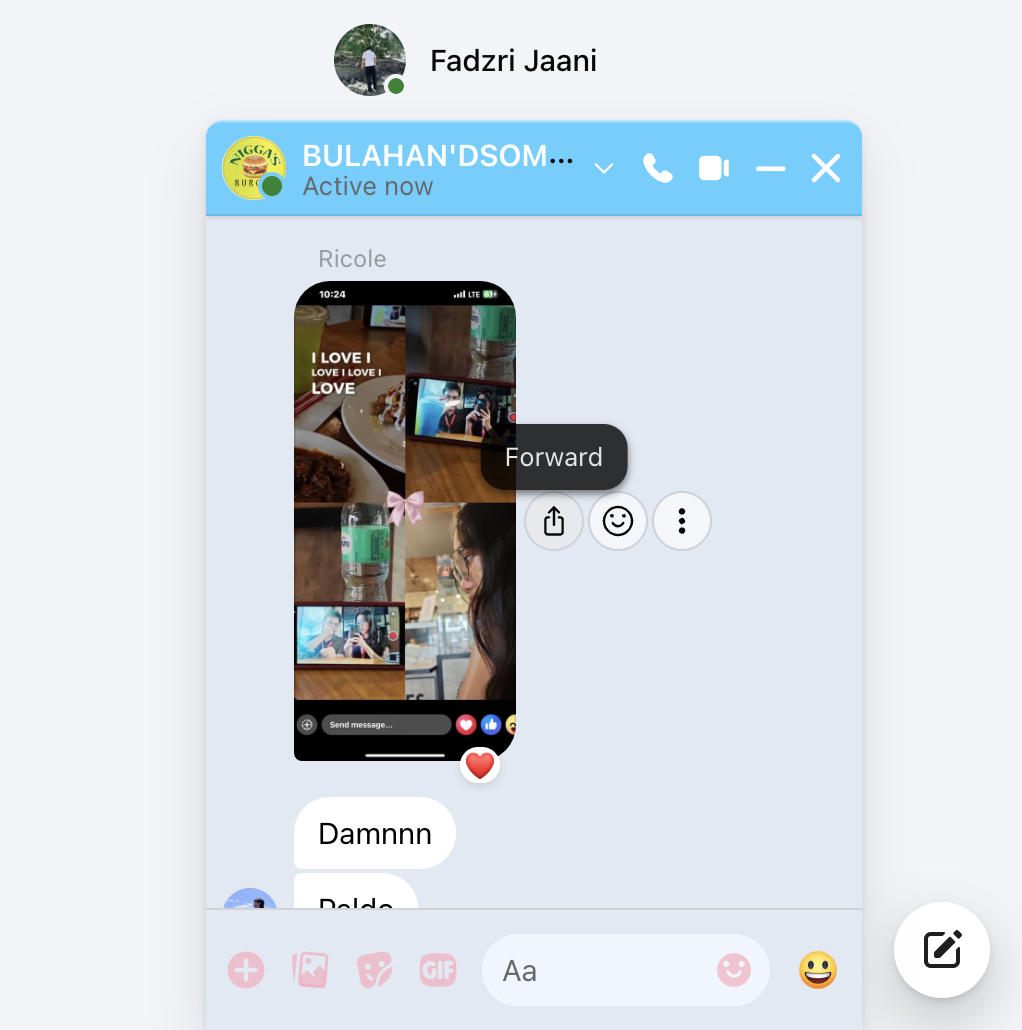 Fadzri Jaani
NIGGA'S
BULAHAN'DSOM...
Active now
Ricole
10:24
LTE
I LOVE I
LOVE I LOVE I
LOVE
Forward
Send message...
Damnnn
GIF
Aa